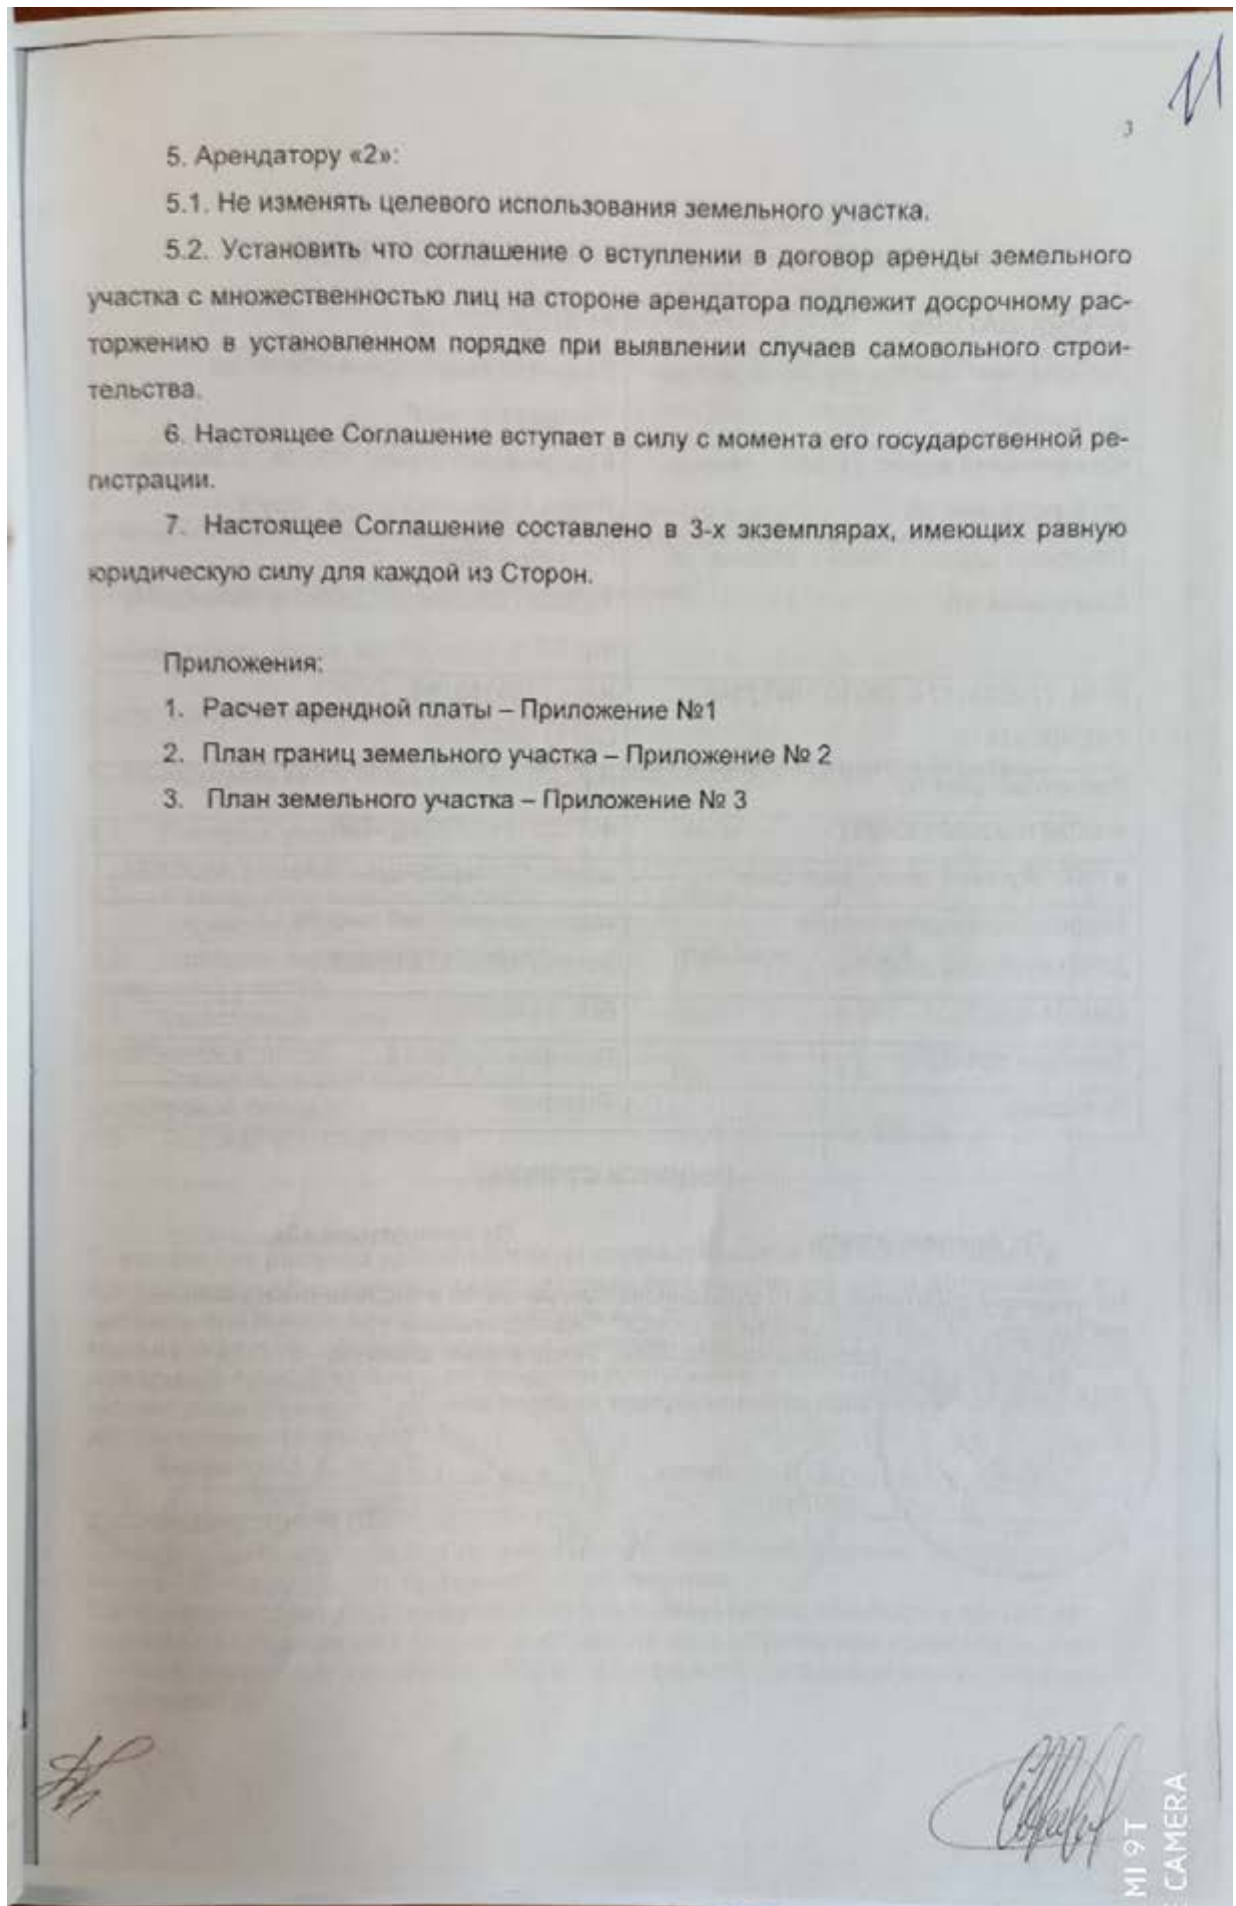 11
3
5. Арендатору «2»:
5.1. Не изменять целевого использования земельного участка.
5.2. Установить что соглашение о вступлении в договор аренды земельного
участка с множественностью лиц на стороне арендатора подлежит досрочному рас-
торжению в установленном порядке при выявлении случаев самовольного строи-
тельства.
6. Настоящее Соглашение вступает в силу с момента его государственной ре-
гистрации.
7. Настоящее Соглашение составлено в 3-х экземплярах, имеющих равную
юридическую силу для каждой из Сторон.
Приложения:
1. Расчет арендной платы – Приложение №1
2. План границ земельного участка – Приложение № 2
3. План земельного участка – Приложение № 3
MI 9T
CAMERA